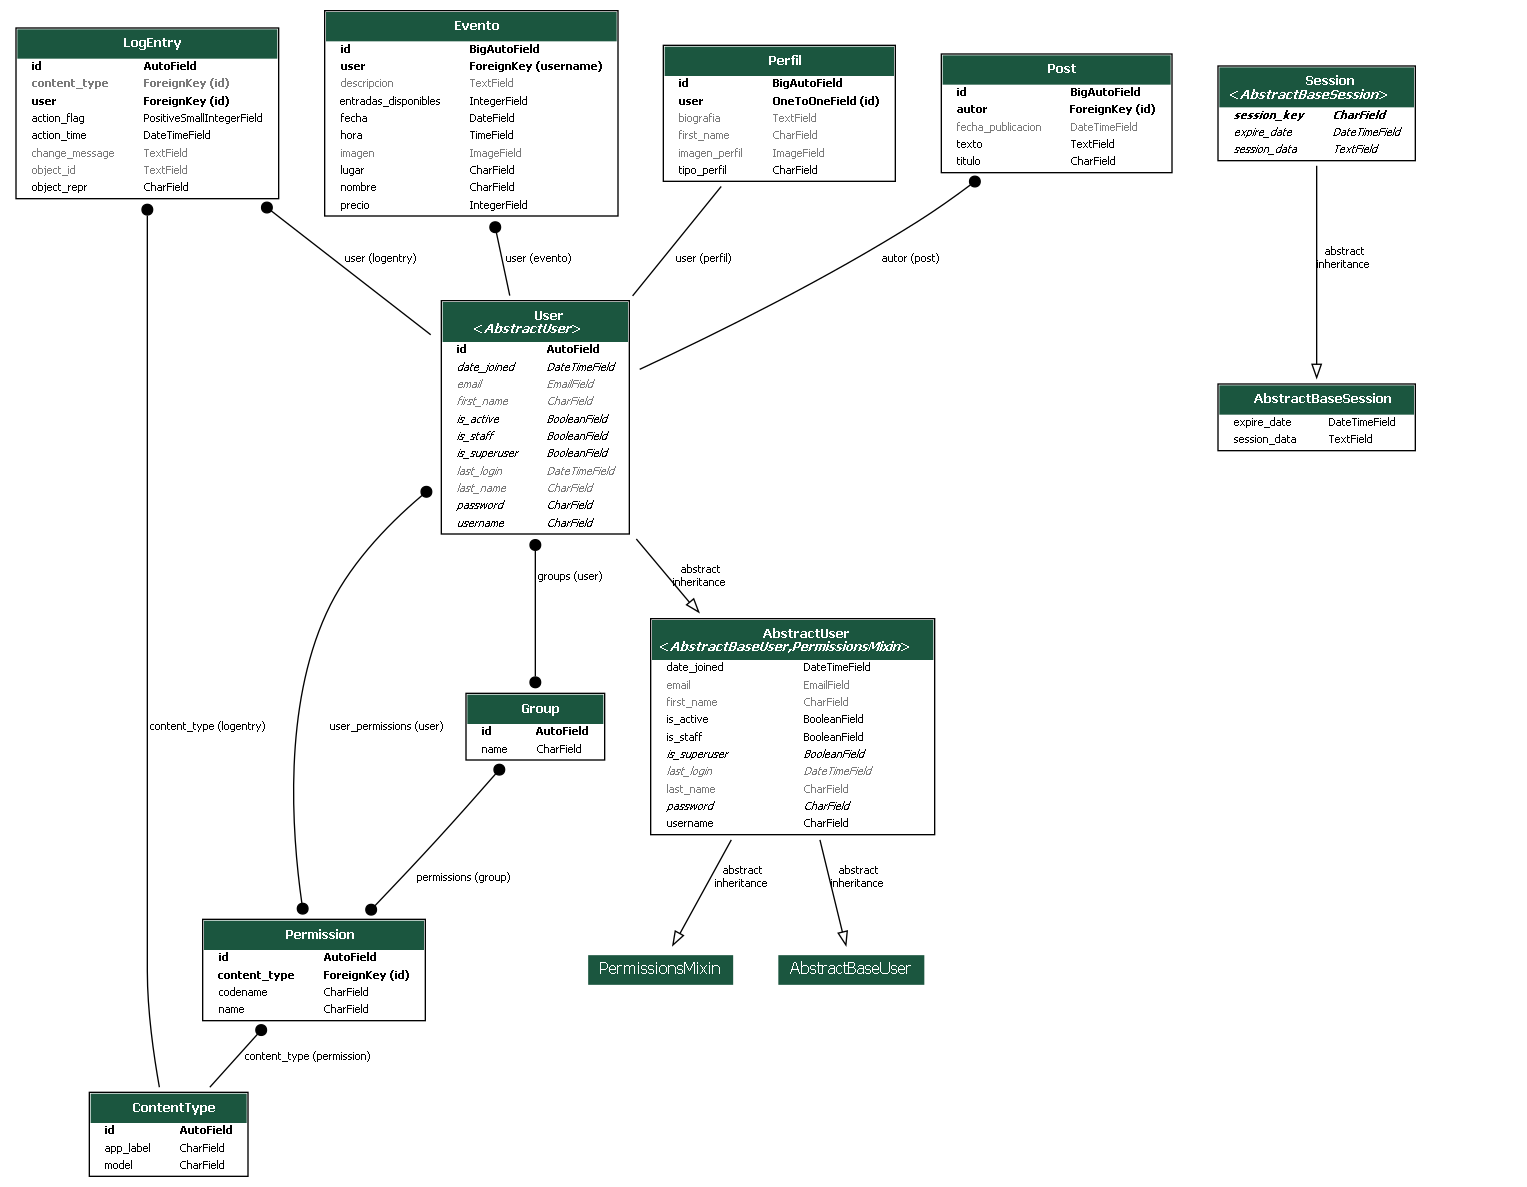 LogEntry
id AutoField
content_type ForeignKey (id)
user ForeignKey (id)
action_flag PositiveSmallIntegerField
action_time DateTimeField
change_message TextField
object_id TextField
object_repr CharField
Evento
id BigAutoField
user ForeignKey (username)
descripcion TextField
entradas_disponibles IntegerField
fecha DateField
hora TimeField
imagen ImageField
lugar CharField
nombre CharField
precio IntegerField
Perfil
id BigAutoField
user OneToOneField (id)
biografia TextField
first_name CharField
imagen_perfil ImageField
tipo_perfil CharField
Post
id BigAutoField
autor ForeignKey (id)
fecha_publicacion DateTimeField
texto TextField
titulo CharField
Session
<AbstractBaseSession>
session_key CharField
expire_date DateTimeField
session_data TextField
user (logentry)
user (evento)
user (perfil)
autor (post)
abstract
inheritance
User
<AbstractUser>
id AutoField
date_joined DateTimeField
email EmailField
first_name CharField
is_active BooleanField
is_staff BooleanField
is_superuser BooleanField
last_login DateTimeField
last_name CharField
password CharField
username CharField
AbstractBaseSession
expire_date DateTimeField
session_data TextField
groups (user)
abstract
inheritance
AbstractUser
<AbstractBaseUser,PermissionsMixin>
date_joined DateTimeField
email EmailField
first_name CharField
is_active BooleanField
is_staff BooleanField
is_superuser BooleanField
last_login DateTimeField
last_name CharField
password CharField
username CharField
Group
id AutoField
name CharField
content_type (logentry)
user_permissions (user)
permissions (group)
abstract
inheritance
abstract
inheritance
Permission
id AutoField
content_type ForeignKey (id)
codename CharField
name CharField
PermissionsMixin
AbstractBaseUser
content_type (permission)
ContentType
id AutoField
app_label CharField
model CharField